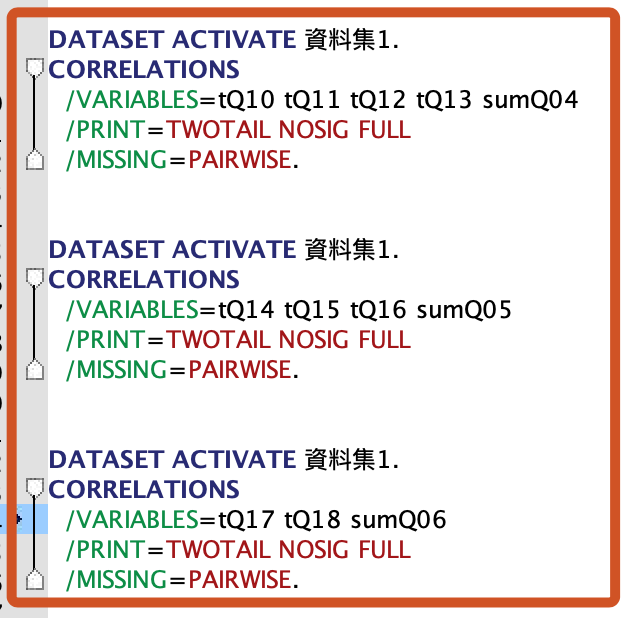 DATASET ACTIVATE 資料集1.
CORRELATIONS
/VARIABLES=tQ10 tQ11 tQ12 tQ13 sumQ04
/PRINT=TWOTAIL NOSIG FULL
/MISSING=PAIRWISE.
DATASET ACTIVATE 資料集1.
CORRELATIONS
/VARIABLES=tQ14 tQ15 tQ16 sumQ05
/PRINT=TWOTAIL NOSIG FULL
/MISSING=PAIRWISE.
DATASET ACTIVATE 資料集1.
CORRELATIONS
/VARIABLES=tQ17 tQ18 sumQ06
/PRINT=TWOTAIL NOSIG FULL
/MISSING=PAIRWISE.